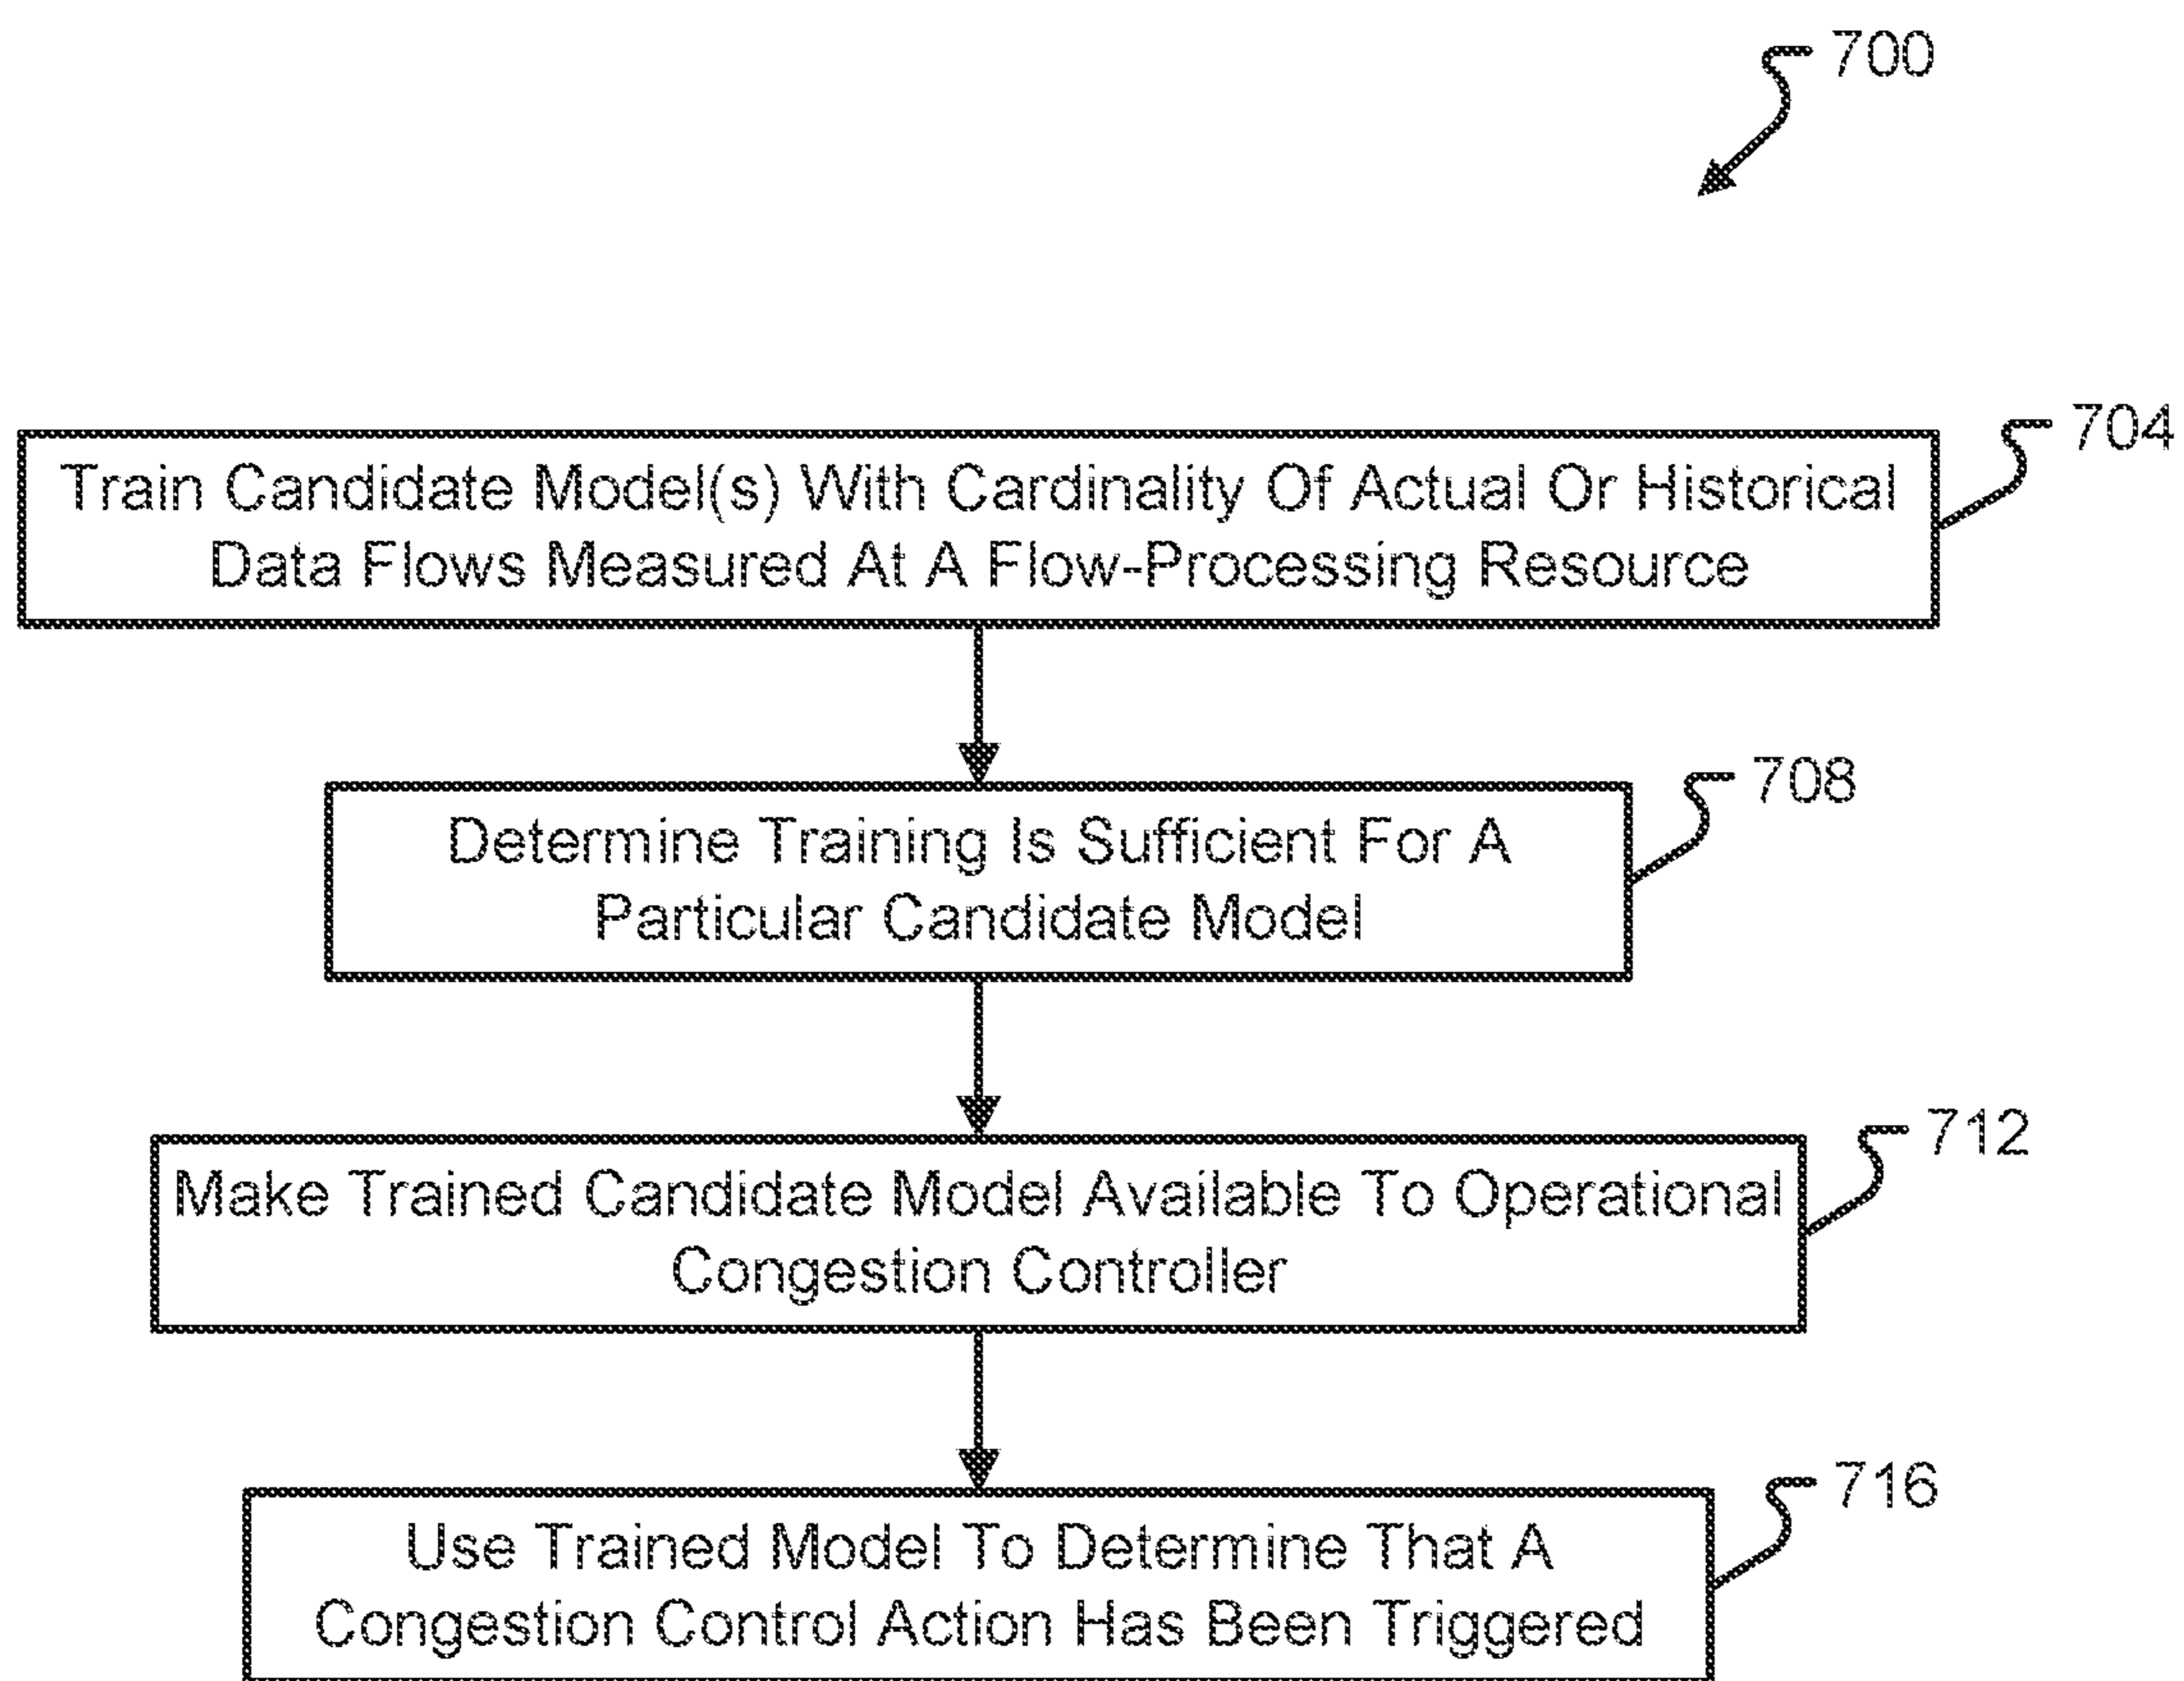 700
704
Train Candidate Model(s) With Cardinality Of Actual Or Historical
Data Flows Measured At A Flow-Processing Resource
708
Determine Training Is Sufficient For A
Particular Candidate Model
712
Make Trained Candidate Model Available To Operational
Congestion Controller
716
Use Trained Model To Determine That A
Congestion Control Action Has Been Triggered